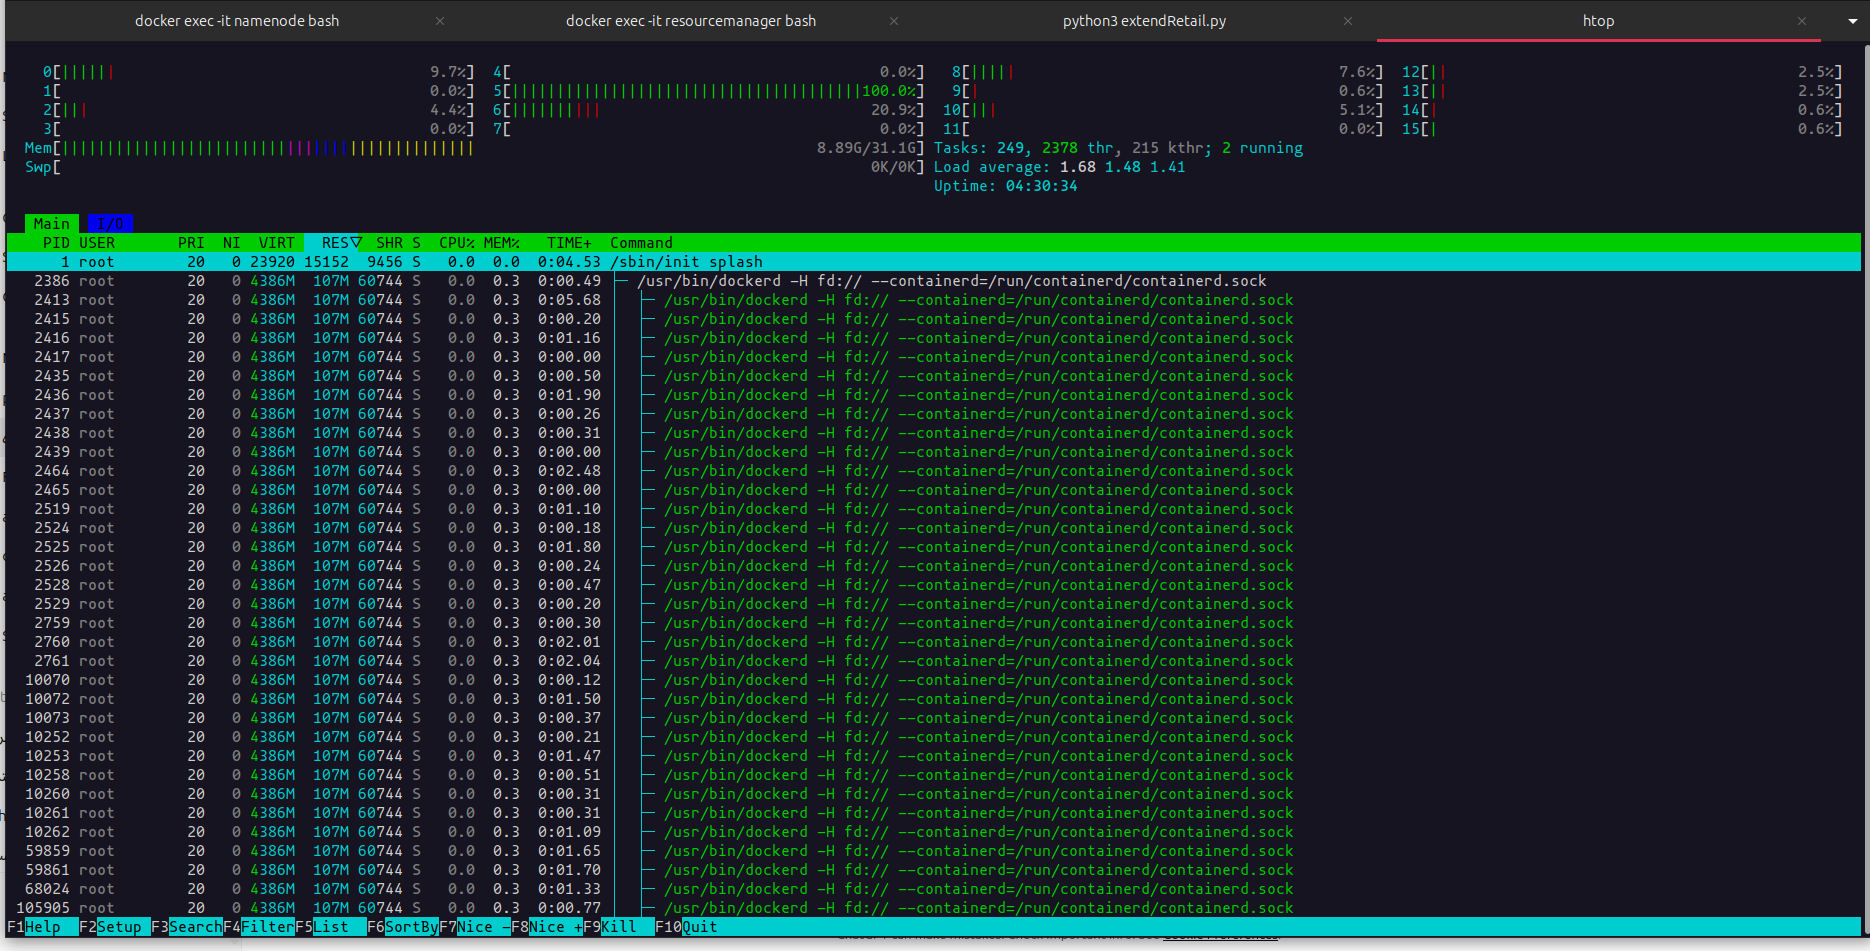 docker exec -it namenode bash × docker exec -it resourcemanager bash × python3 extendRetail.py × htop ×
0[|||||| 9.7%] 4[ 0.0%] 8[|||||| 7.6%] 12[|| 2.5%]
1[ 0.0%] 5[|||||||||||||||||||||||||||||||||||||||100.0%] 9[| 0.6%] 13[|| 2.5%]
2[||| 4.4%] 6[|||||||||| 20.9%] 10[||| 5.1%] 14[| 0.6%]
3[ 0.0%] 7[ 0.0%] 11[ 0.0%] 15[| 0.6%]
Mem[|||||||||||||||||||||||||||||||||||||||||||||| 8.89G/31.1G] Tasks: 249, 2378 thr, 215 kthr; 2 running
Swp[ 0K/0K] Load average: 1.68 1.48 1.41
Uptime: 04:30:34
Main I/O
PID USER PRI NI VIRT RES▽ SHR S CPU% MEM% TIME+ Command
1 root 20 0 23920 15152 9456 S 0.0 0.0 0:04.53 /sbin/init splash
2386 root 20 0 4386M 107M 60744 S 0.0 0.3 0:00.49 ├─ /usr/bin/dockerd -H fd:// --containerd=/run/containerd/containerd.sock
2413 root 20 0 4386M 107M 60744 S 0.0 0.3 0:05.68 │ ├─ /usr/bin/dockerd -H fd:// --containerd=/run/containerd/containerd.sock
2415 root 20 0 4386M 107M 60744 S 0.0 0.3 0:00.20 │ ├─ /usr/bin/dockerd -H fd:// --containerd=/run/containerd/containerd.sock
2416 root 20 0 4386M 107M 60744 S 0.0 0.3 0:01.16 │ ├─ /usr/bin/dockerd -H fd:// --containerd=/run/containerd/containerd.sock
2417 root 20 0 4386M 107M 60744 S 0.0 0.3 0:00.00 │ ├─ /usr/bin/dockerd -H fd:// --containerd=/run/containerd/containerd.sock
2435 root 20 0 4386M 107M 60744 S 0.0 0.3 0:00.50 │ ├─ /usr/bin/dockerd -H fd:// --containerd=/run/containerd/containerd.sock
2436 root 20 0 4386M 107M 60744 S 0.0 0.3 0:01.90 │ ├─ /usr/bin/dockerd -H fd:// --containerd=/run/containerd/containerd.sock
2437 root 20 0 4386M 107M 60744 S 0.0 0.3 0:00.26 │ ├─ /usr/bin/dockerd -H fd:// --containerd=/run/containerd/containerd.sock
2438 root 20 0 4386M 107M 60744 S 0.0 0.3 0:00.31 │ ├─ /usr/bin/dockerd -H fd:// --containerd=/run/containerd/containerd.sock
2439 root 20 0 4386M 107M 60744 S 0.0 0.3 0:00.00 │ ├─ /usr/bin/dockerd -H fd:// --containerd=/run/containerd/containerd.sock
2464 root 20 0 4386M 107M 60744 S 0.0 0.3 0:02.48 │ ├─ /usr/bin/dockerd -H fd:// --containerd=/run/containerd/containerd.sock
2465 root 20 0 4386M 107M 60744 S 0.0 0.3 0:00.00 │ ├─ /usr/bin/dockerd -H fd:// --containerd=/run/containerd/containerd.sock
2519 root 20 0 4386M 107M 60744 S 0.0 0.3 0:01.10 │ ├─ /usr/bin/dockerd -H fd:// --containerd=/run/containerd/containerd.sock
2524 root 20 0 4386M 107M 60744 S 0.0 0.3 0:00.18 │ ├─ /usr/bin/dockerd -H fd:// --containerd=/run/containerd/containerd.sock
2525 root 20 0 4386M 107M 60744 S 0.0 0.3 0:01.80 │ ├─ /usr/bin/dockerd -H fd:// --containerd=/run/containerd/containerd.sock
2526 root 20 0 4386M 107M 60744 S 0.0 0.3 0:00.24 │ ├─ /usr/bin/dockerd -H fd:// --containerd=/run/containerd/containerd.sock
2528 root 20 0 4386M 107M 60744 S 0.0 0.3 0:00.47 │ ├─ /usr/bin/dockerd -H fd:// --containerd=/run/containerd/containerd.sock
2529 root 20 0 4386M 107M 60744 S 0.0 0.3 0:00.20 │ ├─ /usr/bin/dockerd -H fd:// --containerd=/run/containerd/containerd.sock
2759 root 20 0 4386M 107M 60744 S 0.0 0.3 0:00.30 │ ├─ /usr/bin/dockerd -H fd:// --containerd=/run/containerd/containerd.sock
2760 root 20 0 4386M 107M 60744 S 0.0 0.3 0:02.01 │ ├─ /usr/bin/dockerd -H fd:// --containerd=/run/containerd/containerd.sock
2761 root 20 0 4386M 107M 60744 S 0.0 0.3 0:02.04 │ ├─ /usr/bin/dockerd -H fd:// --containerd=/run/containerd/containerd.sock
10070 root 20 0 4386M 107M 60744 S 0.0 0.3 0:00.12 │ ├─ /usr/bin/dockerd -H fd:// --containerd=/run/containerd/containerd.sock
10072 root 20 0 4386M 107M 60744 S 0.0 0.3 0:01.50 │ ├─ /usr/bin/dockerd -H fd:// --containerd=/run/containerd/containerd.sock
10073 root 20 0 4386M 107M 60744 S 0.0 0.3 0:00.37 │ ├─ /usr/bin/dockerd -H fd:// --containerd=/run/containerd/containerd.sock
10252 root 20 0 4386M 107M 60744 S 0.0 0.3 0:00.21 │ ├─ /usr/bin/dockerd -H fd:// --containerd=/run/containerd/containerd.sock
10253 root 20 0 4386M 107M 60744 S 0.0 0.3 0:01.47 │ ├─ /usr/bin/dockerd -H fd:// --containerd=/run/containerd/containerd.sock
10258 root 20 0 4386M 107M 60744 S 0.0 0.3 0:00.51 │ ├─ /usr/bin/dockerd -H fd:// --containerd=/run/containerd/containerd.sock
10260 root 20 0 4386M 107M 60744 S 0.0 0.3 0:00.31 │ ├─ /usr/bin/dockerd -H fd:// --containerd=/run/containerd/containerd.sock
10261 root 20 0 4386M 107M 60744 S 0.0 0.3 0:00.31 │ ├─ /usr/bin/dockerd -H fd:// --containerd=/run/containerd/containerd.sock
10262 root 20 0 4386M 107M 60744 S 0.0 0.3 0:01.09 │ ├─ /usr/bin/dockerd -H fd:// --containerd=/run/containerd/containerd.sock
59859 root 20 0 4386M 107M 60744 S 0.0 0.3 0:01.65 │ ├─ /usr/bin/dockerd -H fd:// --containerd=/run/containerd/containerd.sock
59861 root 20 0 4386M 107M 60744 S 0.0 0.3 0:01.70 │ ├─ /usr/bin/dockerd -H fd:// --containerd=/run/containerd/containerd.sock
68024 root 20 0 4386M 107M 60744 S 0.0 0.3 0:01.33 │ ├─ /usr/bin/dockerd -H fd:// --containerd=/run/containerd/containerd.sock
105905 root 20 0 4386M 107M 60744 S 0.0 0.3 0:00.77 │ ├─ /usr/bin/dockerd -H fd:// --containerd=/run/containerd/containerd.sock
F1Help F2Setup F3SearchF4FilterF5List F6SortByF7Nice -F8Nice +F9Kill F10Quit